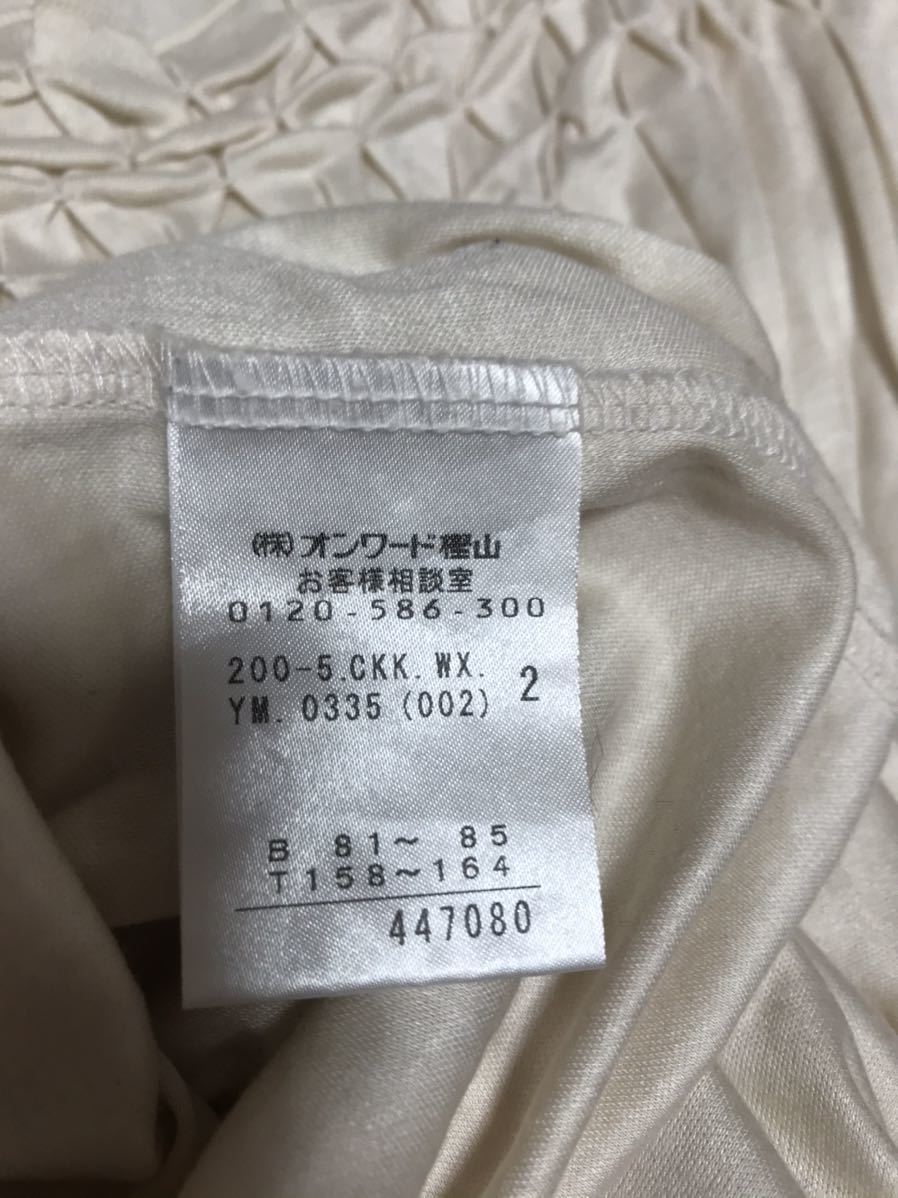 (株)オンワード樫山
お客様相談室
0120-586-300
200-5.CKK.WX.
YM.0335(002) 2
B 81～ 85
T 158～164
447080